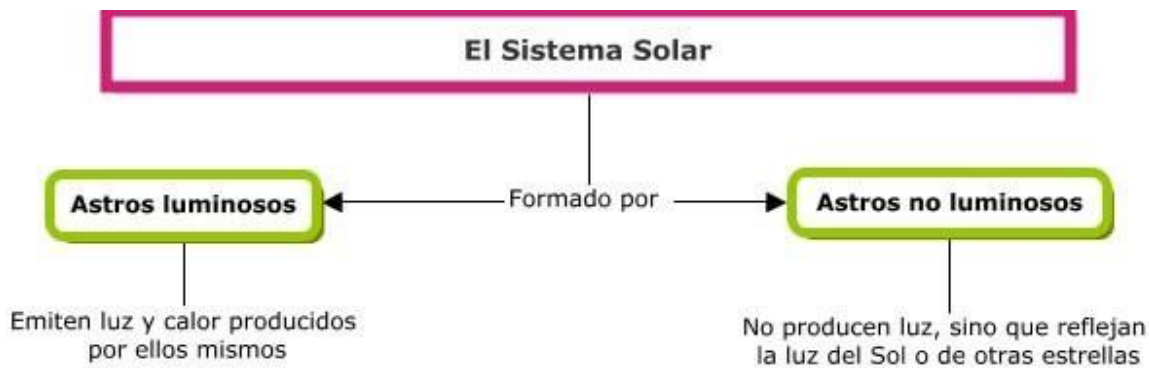 El Sistema Solar
Formado por
Astros luminosos
Astros no luminosos
Emiten luz y calor producidos
por ellos mismos
No producen luz, sino que reflejan
la luz del Sol o de otras estrellas